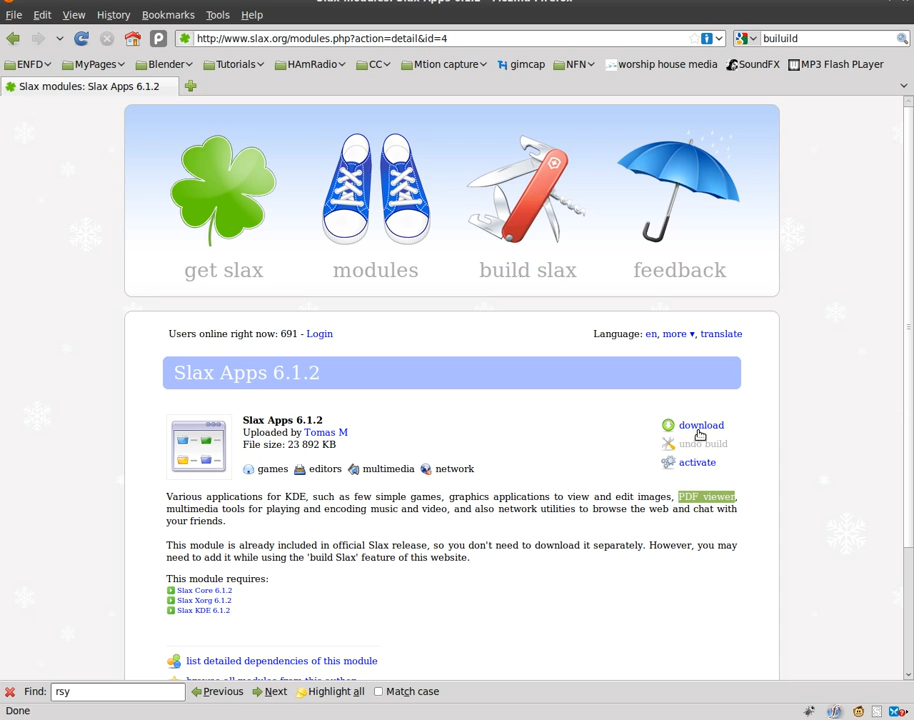 File Edit View History Bookmarks Tools Help
http://www.slax.org/modules.php?action=detail&id=4
builuild
ENFD MyPages Blender Tutorials HAmRadio CC Mtion capture gimcap NFN worship house media SoundFX MP3 Flash PLayer
Slax modules: Slax Apps 6.1.2
get slax modules build slax feedback
Users online right now: 691 - Login
Language: en, more ▾, translate
Slax Apps 6.1.2
Slax Apps 6.1.2
Uploaded by Tomas M
File size: 23 892 KB
games editors multimedia network
download
undo build
activate
Various applications for KDE, such as few simple games, graphics applications to view and edit images, PDF viewer,
multimedia tools for playing and encoding music and video, and also network utilities to browse the web and chat with
your friends.
This module is already included in official Slax release, so you don't need to download it separately. However, you may
need to add it while using the 'build Slax' feature of this website.
This module requires:
Slax Core 6.1.2
Slax Xorg 6.1.2
Slax KDE 6.1.2
list detailed dependencies of this module
browse all modules from this author
Find: rsy Previous Next Highlight all Match case
Done